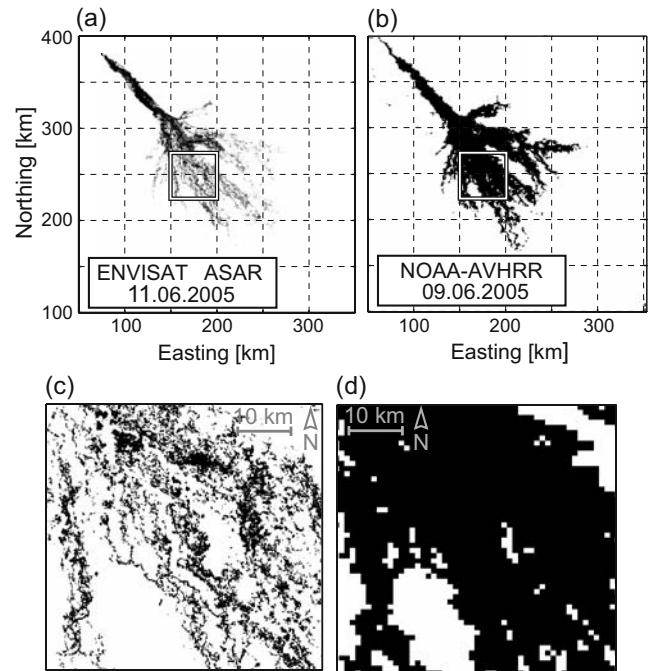 (a)
(b)
400
300
200
100
Northing [km]
ENVISAT ASAR
11.06.2005
NOAA-AVHRR
09.06.2005
100 200 300
100 200 300
Easting [km]
Easting [km]
(c)
(d)
10 km
N
10 km
N